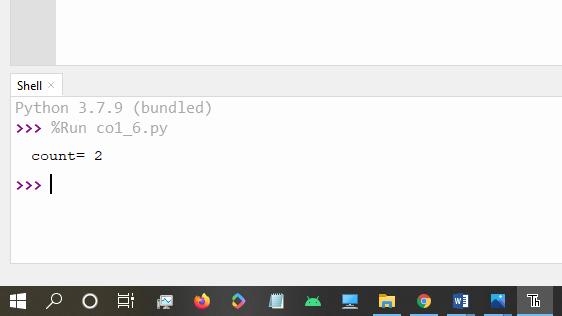 Shell
Python 3.7.9 (bundled)
>>> %Run co1_6.py
count= 2
>>>